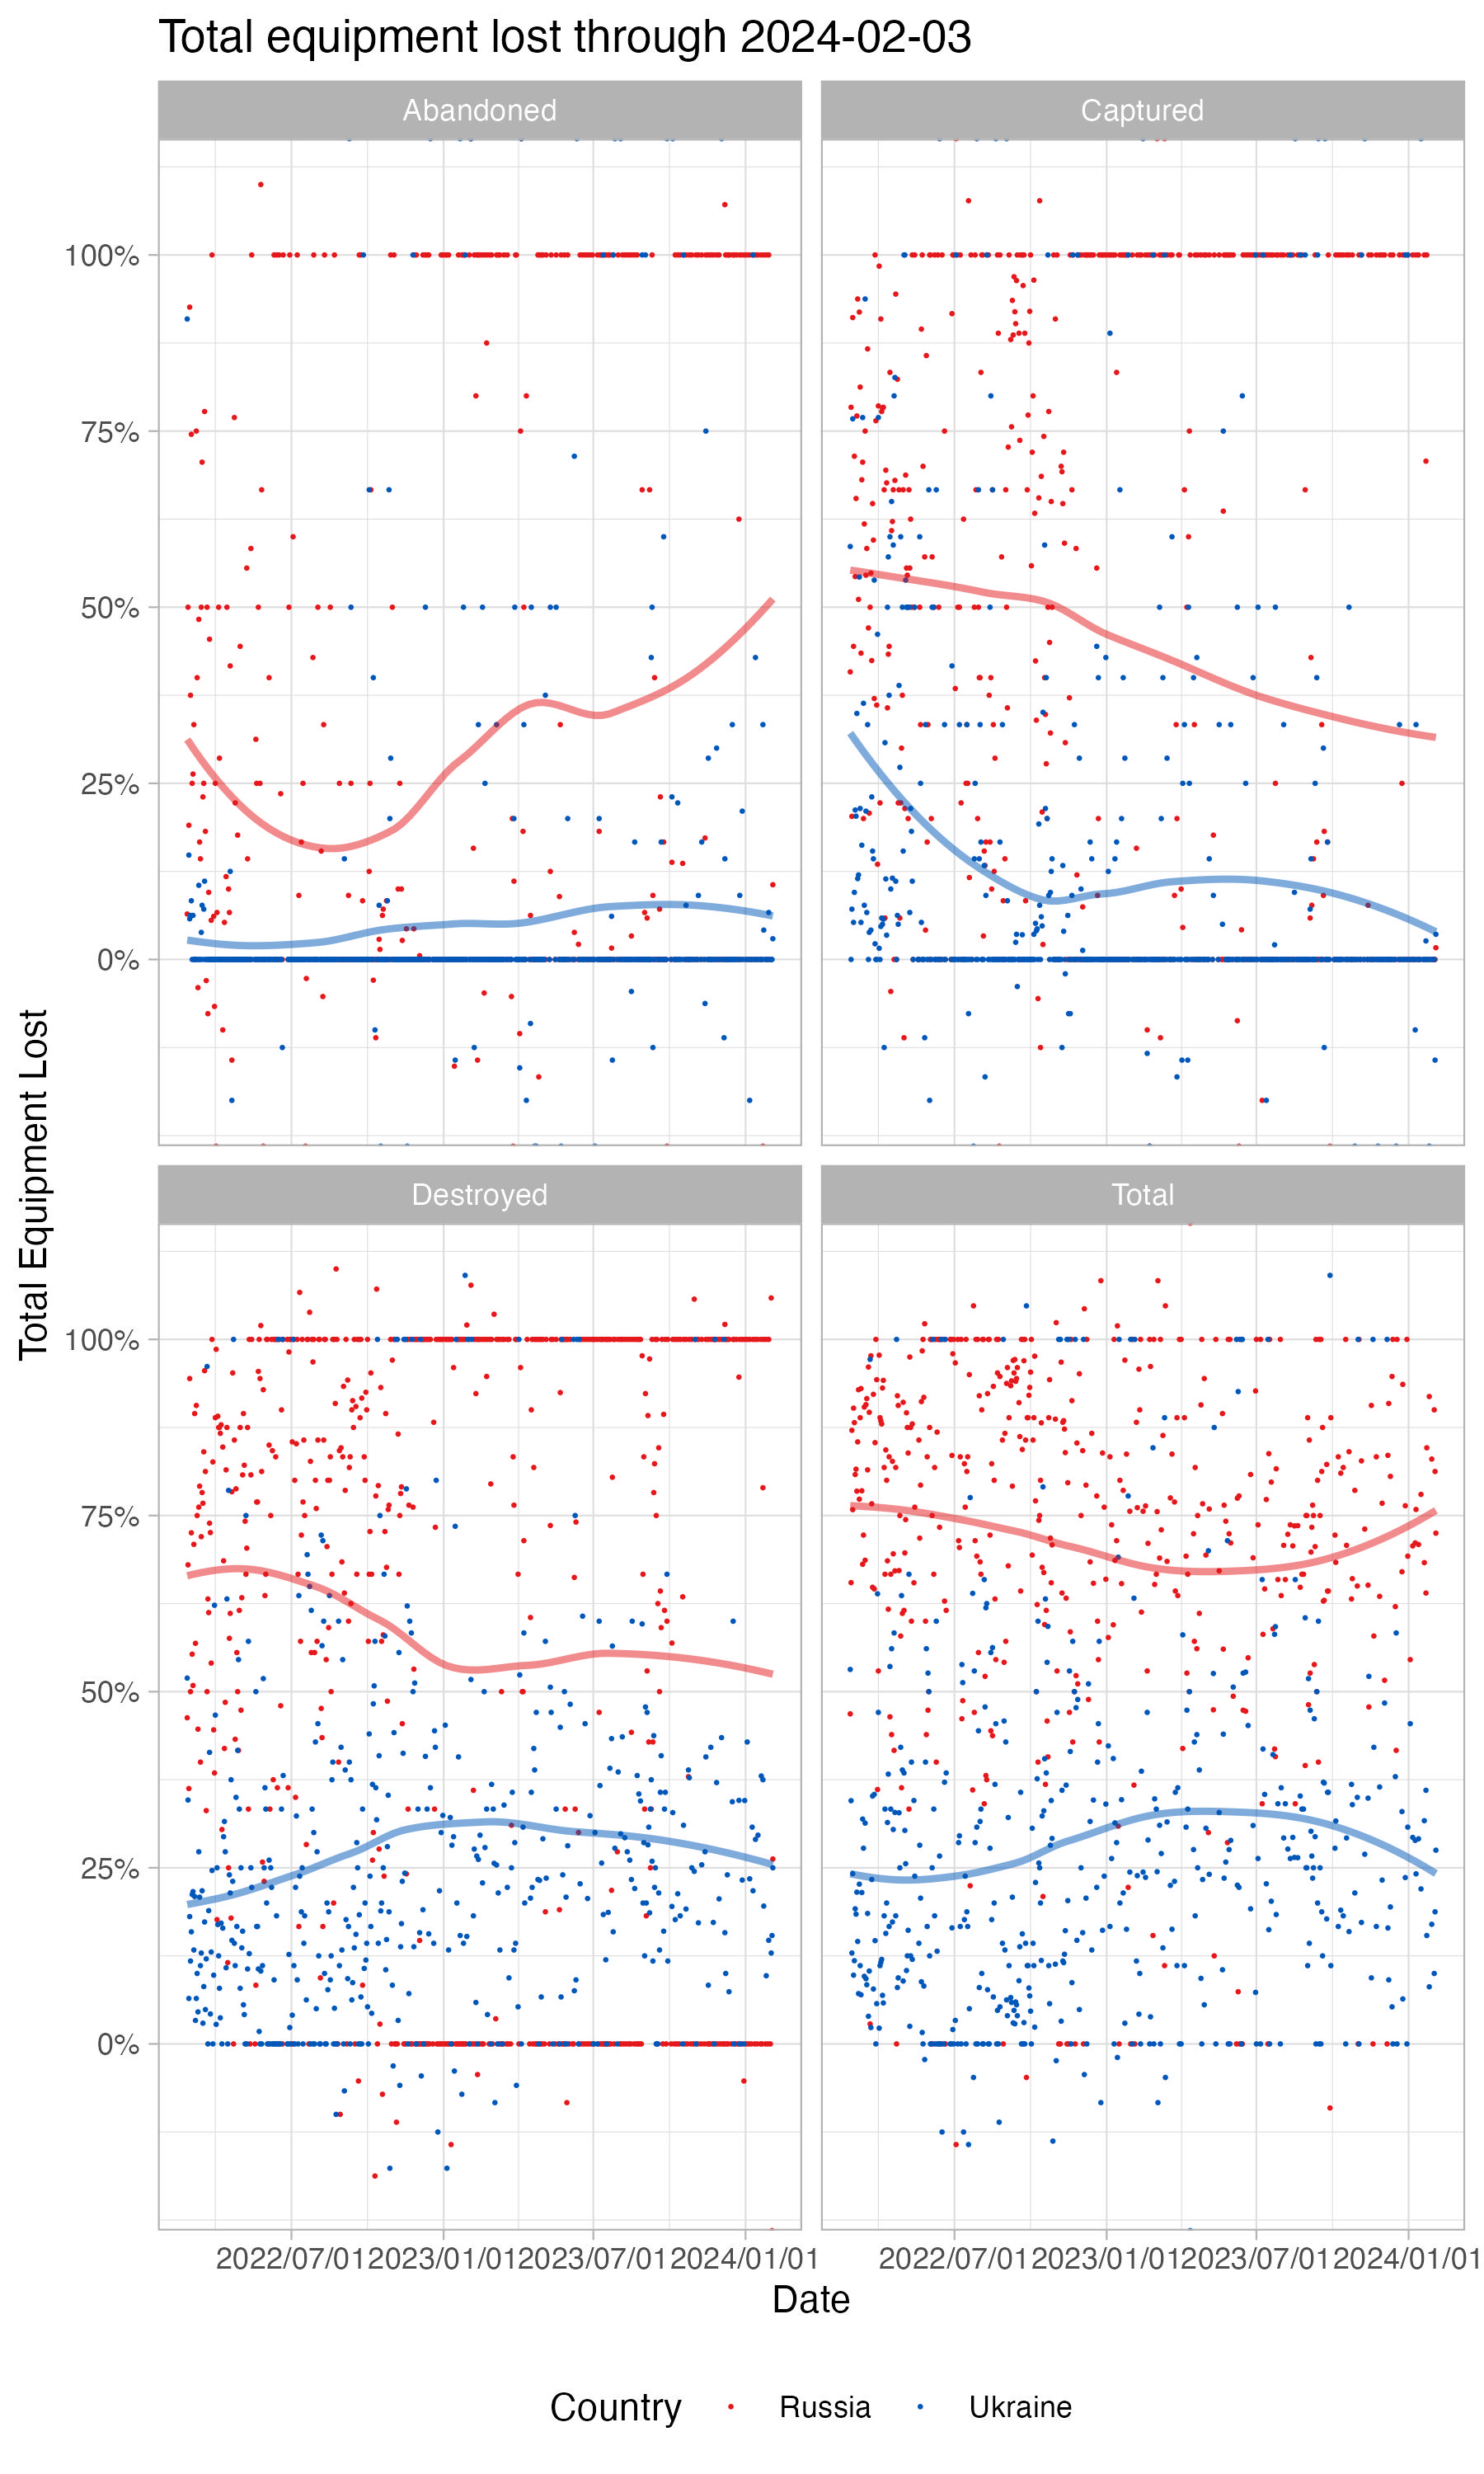 Total equipment lost through 2024-02-03
Abandoned
Captured
100%
75%
50%
25%
0%
Total Equipment Lost
Destroyed
Total
100%
75%
50%
25%
0%
2022/07/01 2023/01/01 2023/07/01 2024/01/01
2022/07/01 2023/01/01 2023/07/01 2024/01/01
Date
Country Russia Ukraine